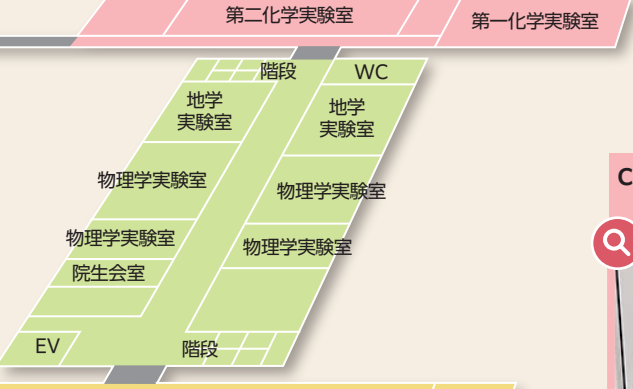 第二化学実験室
第一化学実験室
階段
WC
地学
実験室
地学
実験室
物理学実験室
物理学実験室
物理学実験室
物理学実験室
院生会室
EV
階段
C